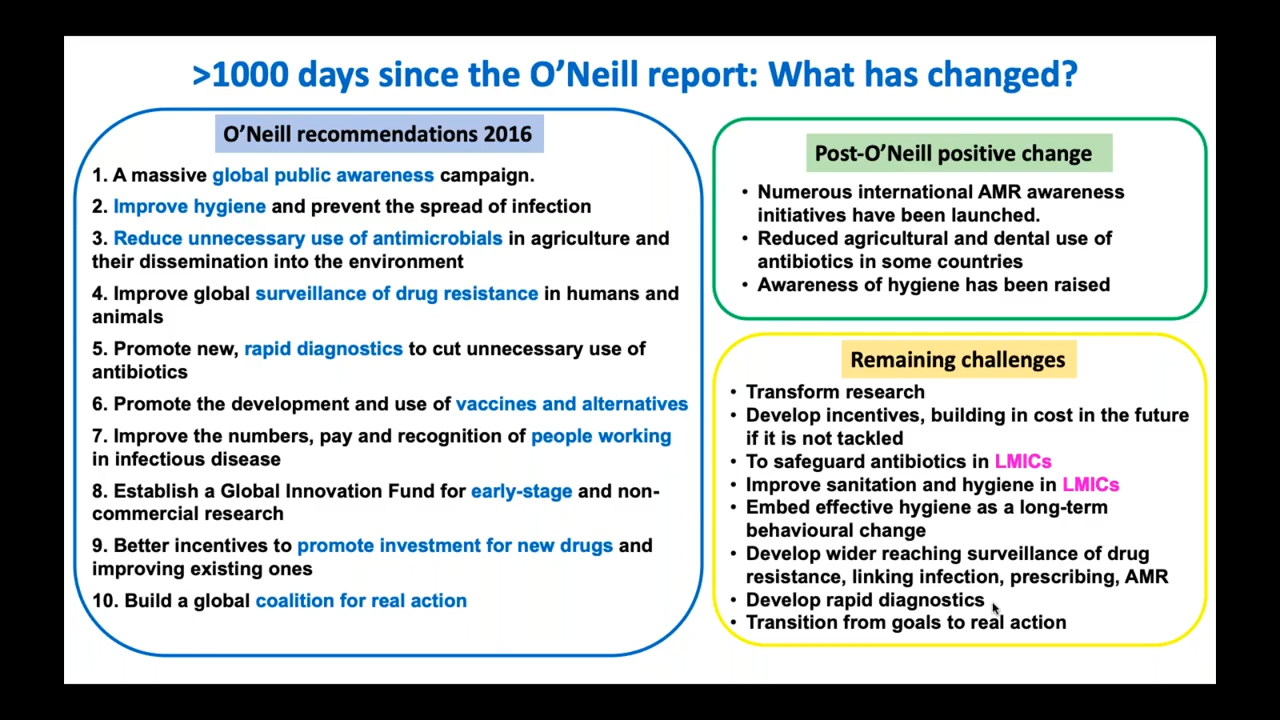 >1000 days since the O’Neill report: What has changed?
O’Neill recommendations 2016
1. A massive global public awareness campaign.
2. Improve hygiene and prevent the spread of infection
3. Reduce unnecessary use of antimicrobials in agriculture and
their dissemination into the environment
4. Improve global surveillance of drug resistance in humans and
animals
5. Promote new, rapid diagnostics to cut unnecessary use of
antibiotics
6. Promote the development and use of vaccines and alternatives
7. Improve the numbers, pay and recognition of people working
in infectious disease
8. Establish a Global Innovation Fund for early-stage and non-
commercial research
9. Better incentives to promote investment for new drugs and
improving existing ones
10. Build a global coalition for real action
Post-O’Neill positive change
• Numerous international AMR awareness
initiatives have been launched.
• Reduced agricultural and dental use of
antibiotics in some countries
• Awareness of hygiene has been raised
Remaining challenges
• Transform research
• Develop incentives, building in cost in the future
if it is not tackled
• To safeguard antibiotics in LMICs
• Improve sanitation and hygiene in LMICs
• Embed effective hygiene as a long-term
behavioural change
• Develop wider reaching surveillance of drug
resistance, linking infection, prescribing, AMR
• Develop rapid diagnostics
• Transition from goals to real action